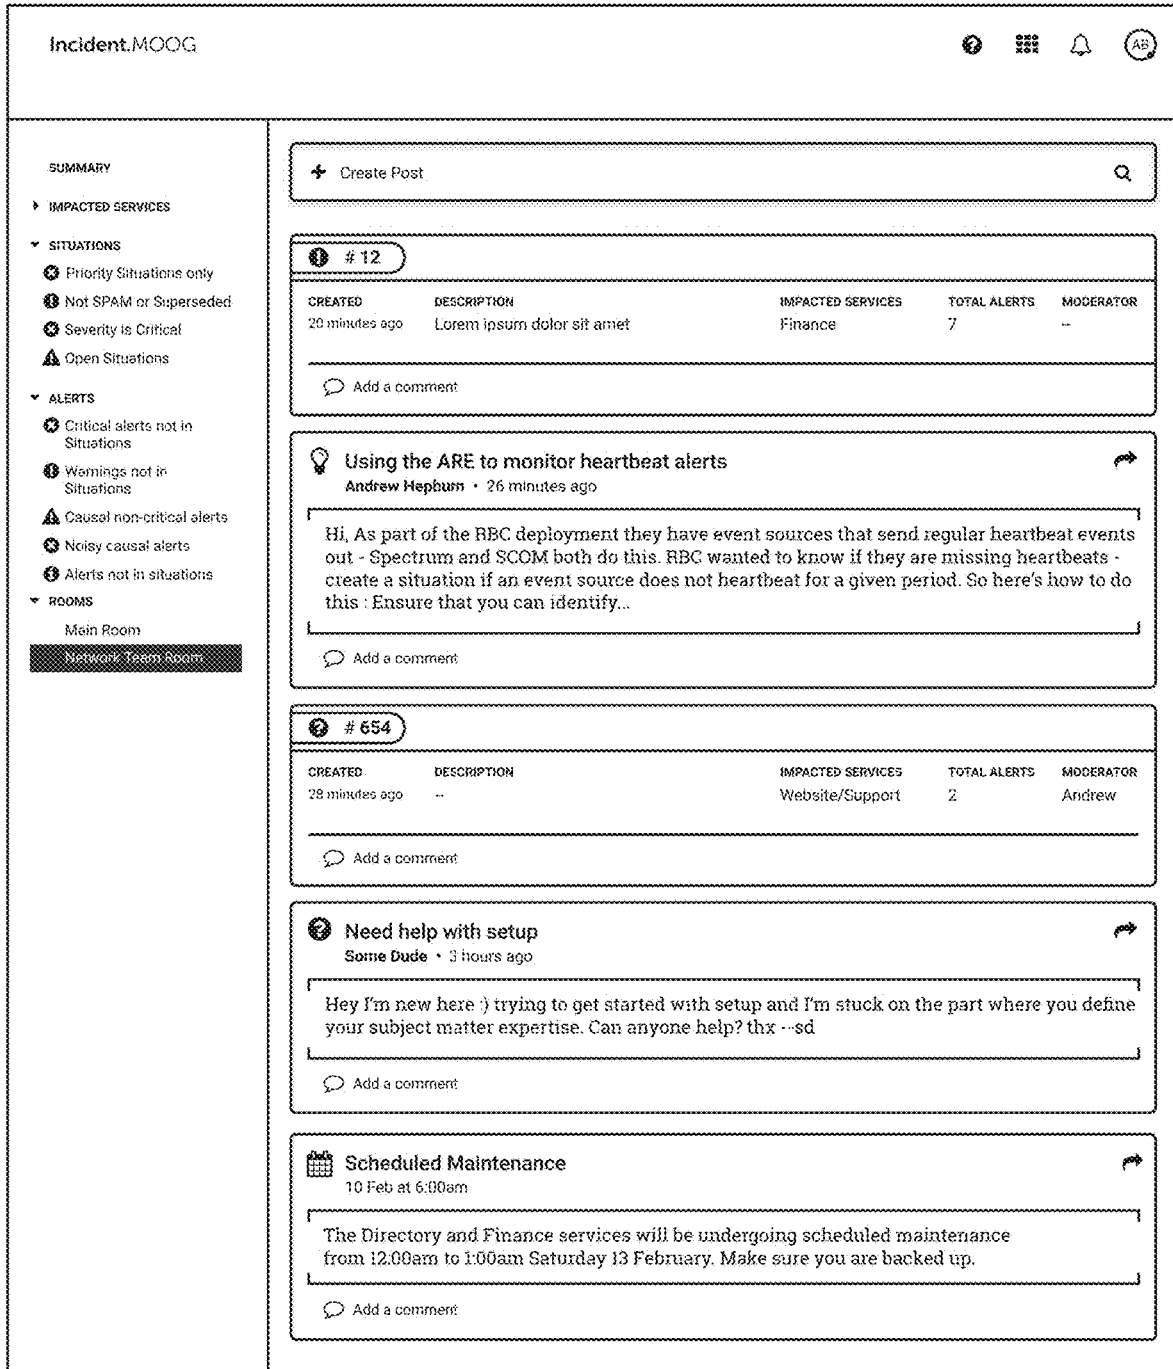 Incident.MOOG
AB
SUMMARY
IMPACTED SERVICES
SITUATIONS
Priority Situations only
Not SPAM or Superseded
Severity is Critical
Open Situations
ALERTS
Critical alerts not in
Situations
Warnings not in
Situations
Causal non-critical alerts
Noisy causal alerts
Alerts not in situations
ROOMS
Main Room
Network Team Room
Create Post
# 12
CREATED DESCRIPTION IMPACTED SERVICES TOTAL ALERTS MODERATOR
20 minutes ago Lorem ipsum dolor sit amet Finance 7 --
Add a comment
Using the ARE to monitor heartbeat alerts
Andrew Hepburn • 26 minutes ago
Hi, As part of the RBC deployment they have event sources that send regular heartbeat events
out - Spectrum and SCOM both do this. RBC wanted to know if they are missing heartbeats -
create a situation if an event source does not heartbeat for a given period. So here's how to do
this : Ensure that you can identify...
Add a comment
# 654
CREATED DESCRIPTION IMPACTED SERVICES TOTAL ALERTS MODERATOR
28 minutes ago -- Website/Support 2 Andrew
Add a comment
Need help with setup
Some Dude • 3 hours ago
Hey I'm new here :) trying to get started with setup and I'm stuck on the part where you define
your subject matter expertise. Can anyone help? thx --sd
Add a comment
Scheduled Maintenance
10 Feb at 6:00am
The Directory and Finance services will be undergoing scheduled maintenance
from 12:00am to 1:00am Saturday 13 February. Make sure you are backed up.
Add a comment